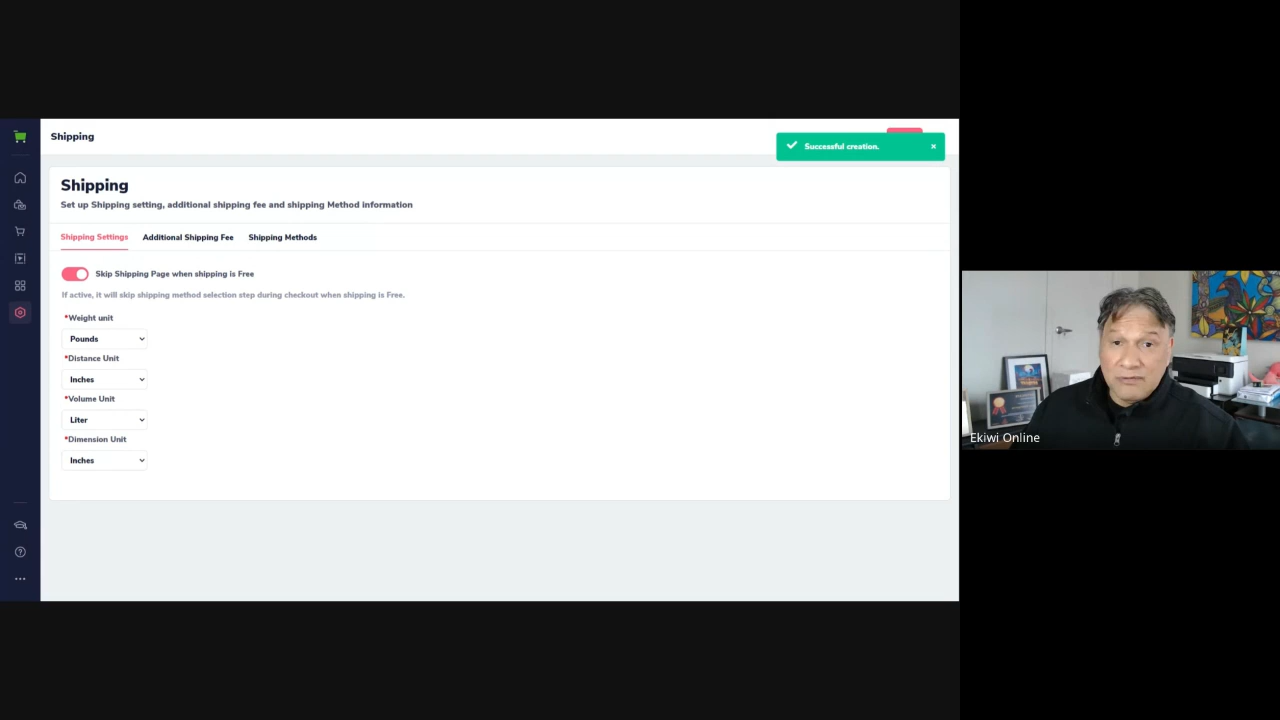 Shipping
Successful creation.
Shipping
Set up Shipping setting, additional shipping fee and shipping Method information
Shipping Settings
Additional Shipping Fee
Shipping Methods
Skip Shipping Page when shipping is Free
If active, it will skip shipping method selection step during checkout when shipping is Free.
*Weight unit
Pounds
*Distance Unit
Inches
*Volume Unit
Liter
*Dimension Unit
Inches
Ekiwi Online